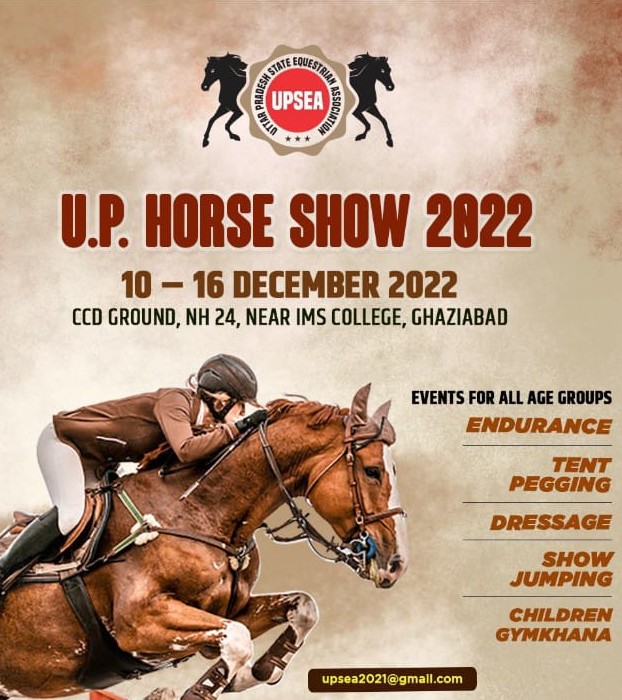 UTTAR PRADESH STATE EQUESTRIAN ASSOCIATION
UPSEA
U.P. HORSE SHOW 2022
10 – 16 DECEMBER 2022
CCD GROUND, NH 24, NEAR IMS COLLEGE, GHAZIABAD
EVENTS FOR ALL AGE GROUPS
ENDURANCE
TENT
PEGGING
DRESSAGE
SHOW
JUMPING
CHILDREN
GYMKHANA
upsea2021@gmail.com